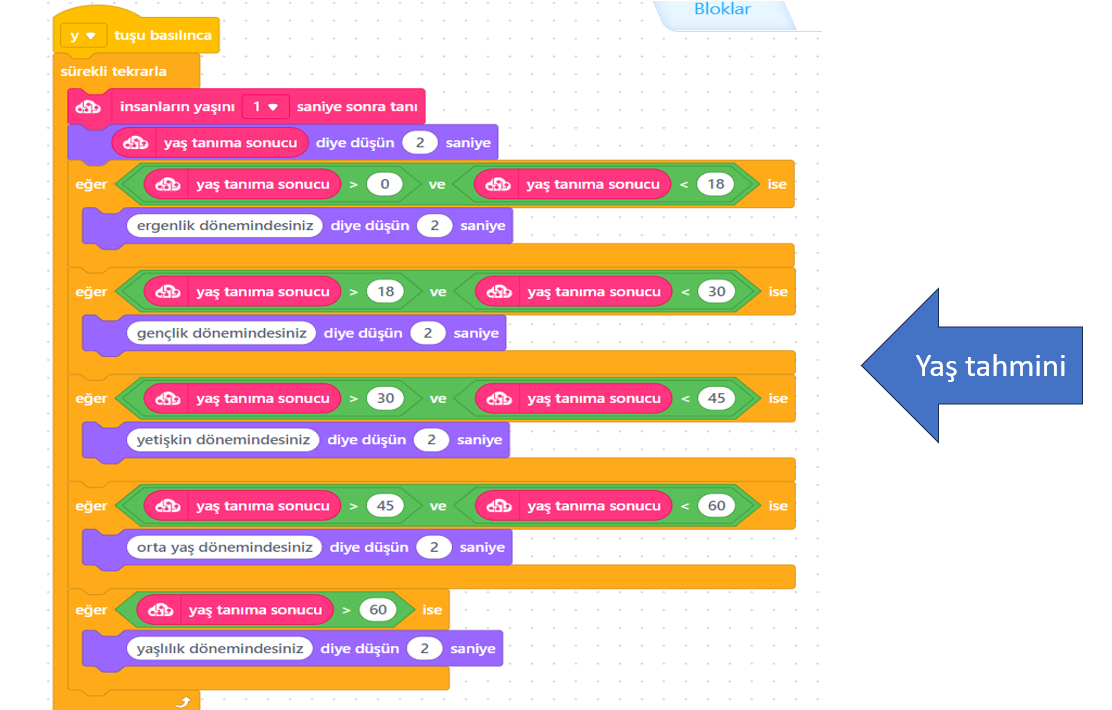 Bloklar
y tuşu basılınca
sürekli tekrarla
insanların yaşını 1 saniye sonra tanı
yaş tanıma sonucu diye düşün 2 saniye
eğer yaş tanıma sonucu > 0 ve yaş tanıma sonucu < 18 ise
ergenlik dönemindesiniz diye düşün 2 saniye
eğer yaş tanıma sonucu > 18 ve yaş tanıma sonucu < 30 ise
gençlik dönemindesiniz diye düşün 2 saniye
Yaş tahmini
eğer yaş tanıma sonucu > 30 ve yaş tanıma sonucu < 45 ise
yetişkin dönemindesiniz diye düşün 2 saniye
eğer yaş tanıma sonucu > 45 ve yaş tanıma sonucu < 60 ise
orta yaş dönemindesiniz diye düşün 2 saniye
eğer yaş tanıma sonucu > 60 ise
yaşlılık dönemindesiniz diye düşün 2 saniye